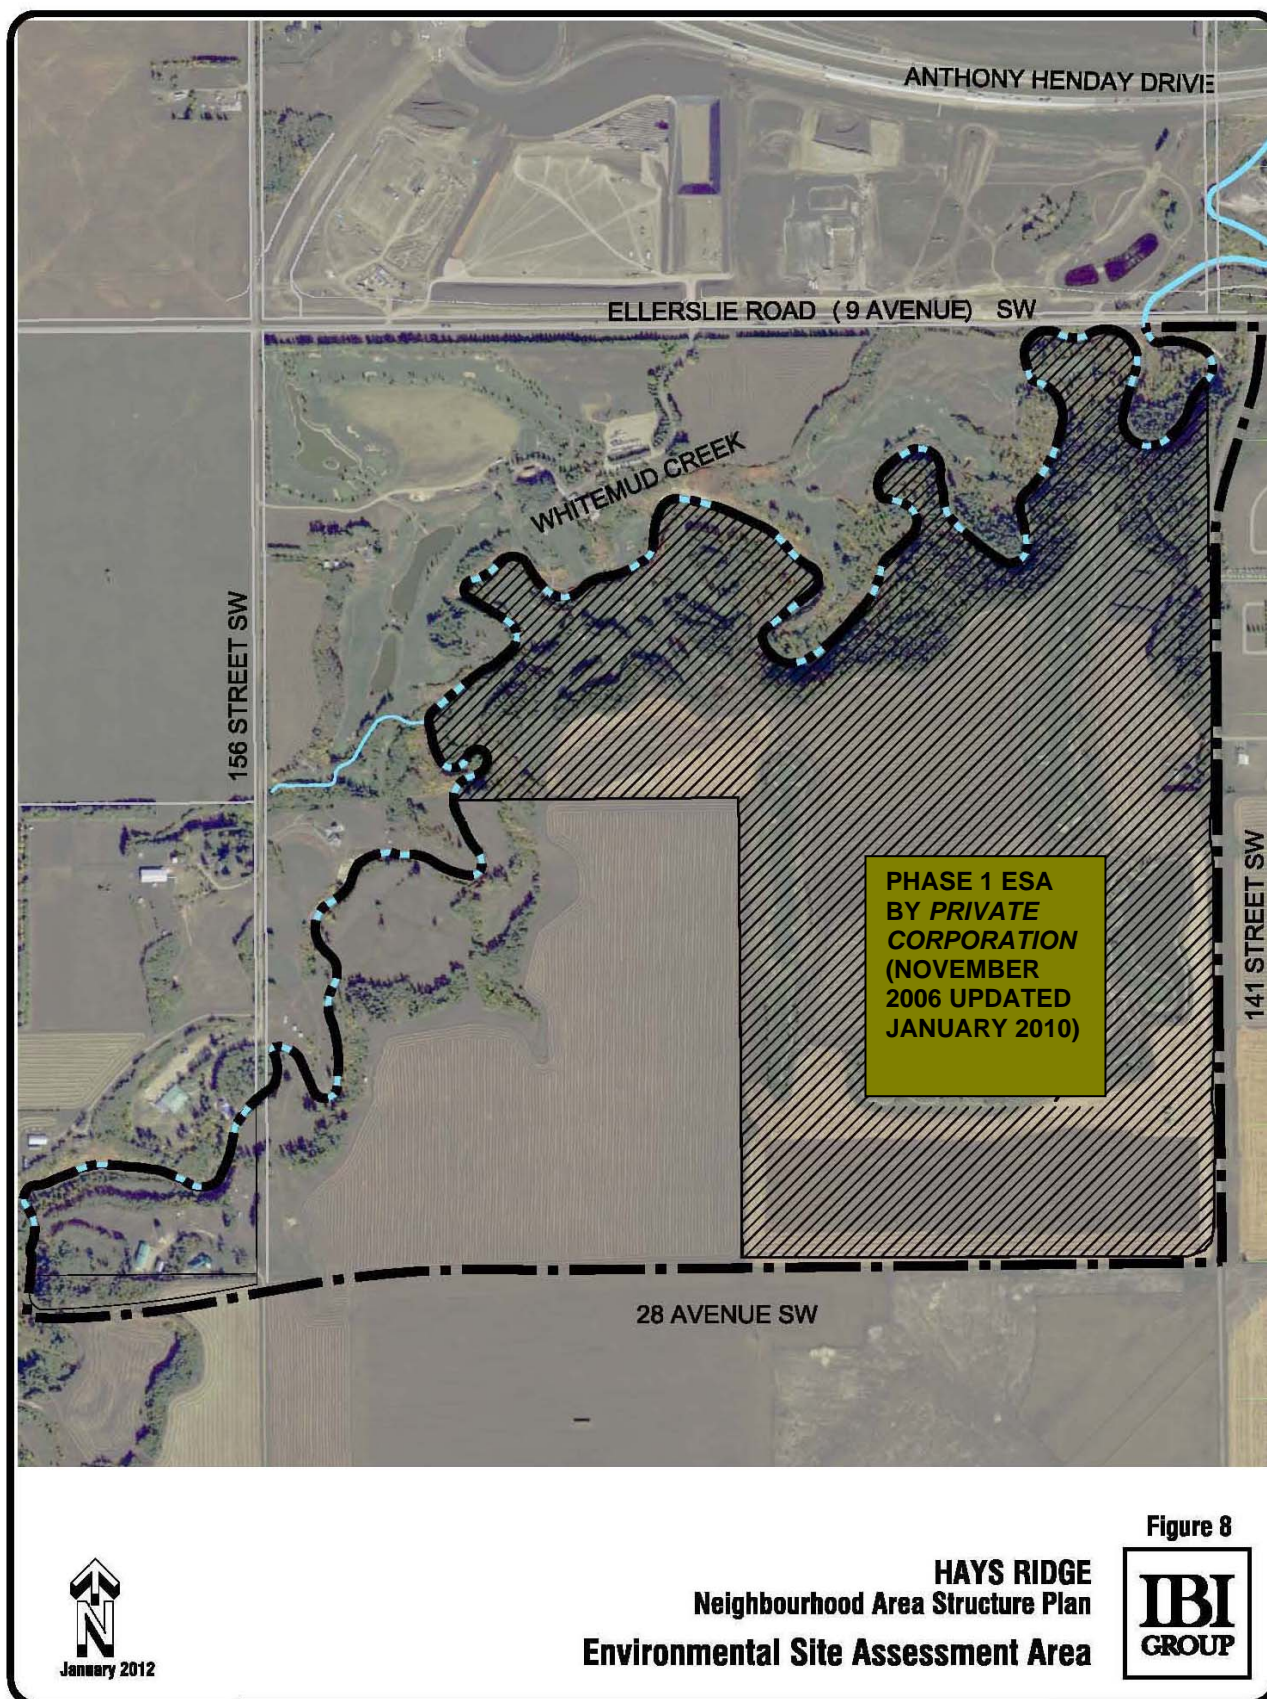 ANTHONY HENDAY DRIVE
ELLERSLIE ROAD ( 9 AVENUE) SW
WHITEMUD CREEK
156 STREET SW
141 STREET SW
PHASE 1 ESA
BY PRIVATE
CORPORATION
(NOVEMBER
2006 UPDATED
JANUARY 2010)
28 AVENUE SW
Figure 8
HAYS RIDGE
Neighbourhood Area Structure Plan
Environmental Site Assessment Area
IBI
GROUP
N
January 2012